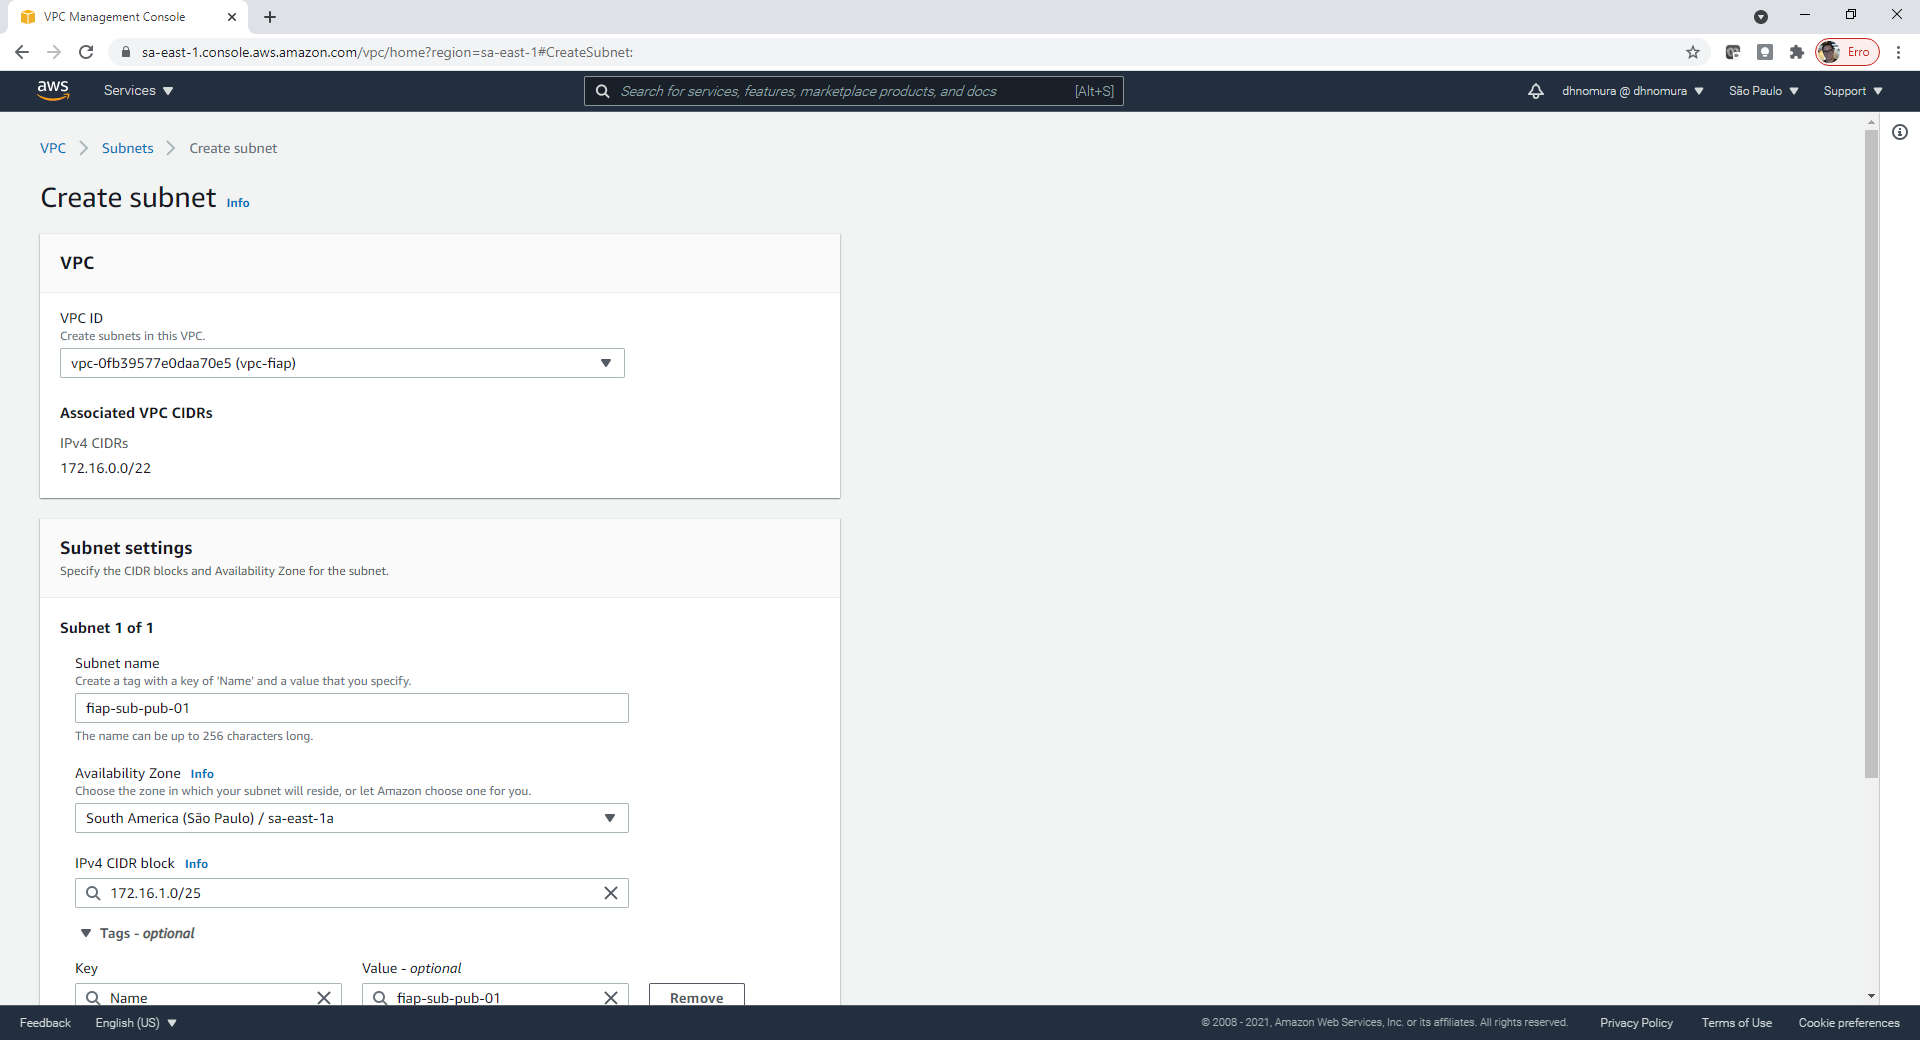 VPC Management Console
sa-east-1.console.aws.amazon.com/vpc/home?region=sa-east-1#CreateSubnet:
Erro
aws
Services
Search for services, features, marketplace products, and docs
[Alt+S]
dhnomura @ dhnomura
São Paulo
Support
VPC
Subnets
Create subnet
Create subnet Info
VPC
VPC ID
Create subnets in this VPC.
vpc-0fb39577e0daa70e5 (vpc-fiap)
Associated VPC CIDRs
IPv4 CIDRs
172.16.0.0/22
Subnet settings
Specify the CIDR blocks and Availability Zone for the subnet.
Subnet 1 of 1
Subnet name
Create a tag with a key of 'Name' and a value that you specify.
fiap-sub-pub-01
The name can be up to 256 characters long.
Availability Zone Info
Choose the zone in which your subnet will reside, or let Amazon choose one for you.
South America (São Paulo) / sa-east-1a
IPv4 CIDR block Info
172.16.1.0/25
Tags - optional
Key
Value - optional
Name
fiap-sub-pub-01
Remove
Feedback
English (US)
© 2008 - 2021, Amazon Web Services, Inc. or its affiliates. All rights reserved.
Privacy Policy
Terms of Use
Cookie preferences